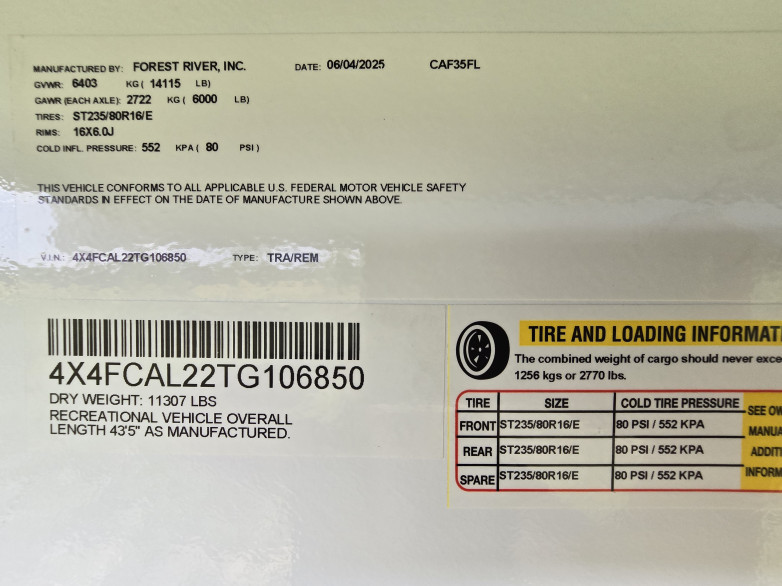 MANUFACTURED BY: FOREST RIVER, INC. DATE: 06/04/2025 CAF35FL
GVWR: 6403 KG ( 14115 LB)
GAWR (EACH AXLE): 2722 KG ( 6000 LB)
TIRES: ST235/80R16/E
RIMS: 16X6.0J
COLD INFL. PRESSURE: 552 KPA ( 80 PSI )
THIS VEHICLE CONFORMS TO ALL APPLICABLE U.S. FEDERAL MOTOR VEHICLE SAFETY
STANDARDS IN EFFECT ON THE DATE OF MANUFACTURE SHOWN ABOVE.
V.I.N.: 4X4FCAL22TG106850 TYPE: TRA/REM
4X4FCAL22TG106850
DRY WEIGHT: 11307 LBS
RECREATIONAL VEHICLE OVERALL
LENGTH 43'5" AS MANUFACTURED.
TIRE AND LOADING INFORMAT
The combined weight of cargo should never exce
1256 kgs or 2770 lbs.
TIRE SIZE COLD TIRE PRESSURE
FRONT ST235/80R16/E 80 PSI / 552 KPA
REAR ST235/80R16/E 80 PSI / 552 KPA
SPARE ST235/80R16/E 80 PSI / 552 KPA
SEE OW
MANUA
ADDITI
INFORM